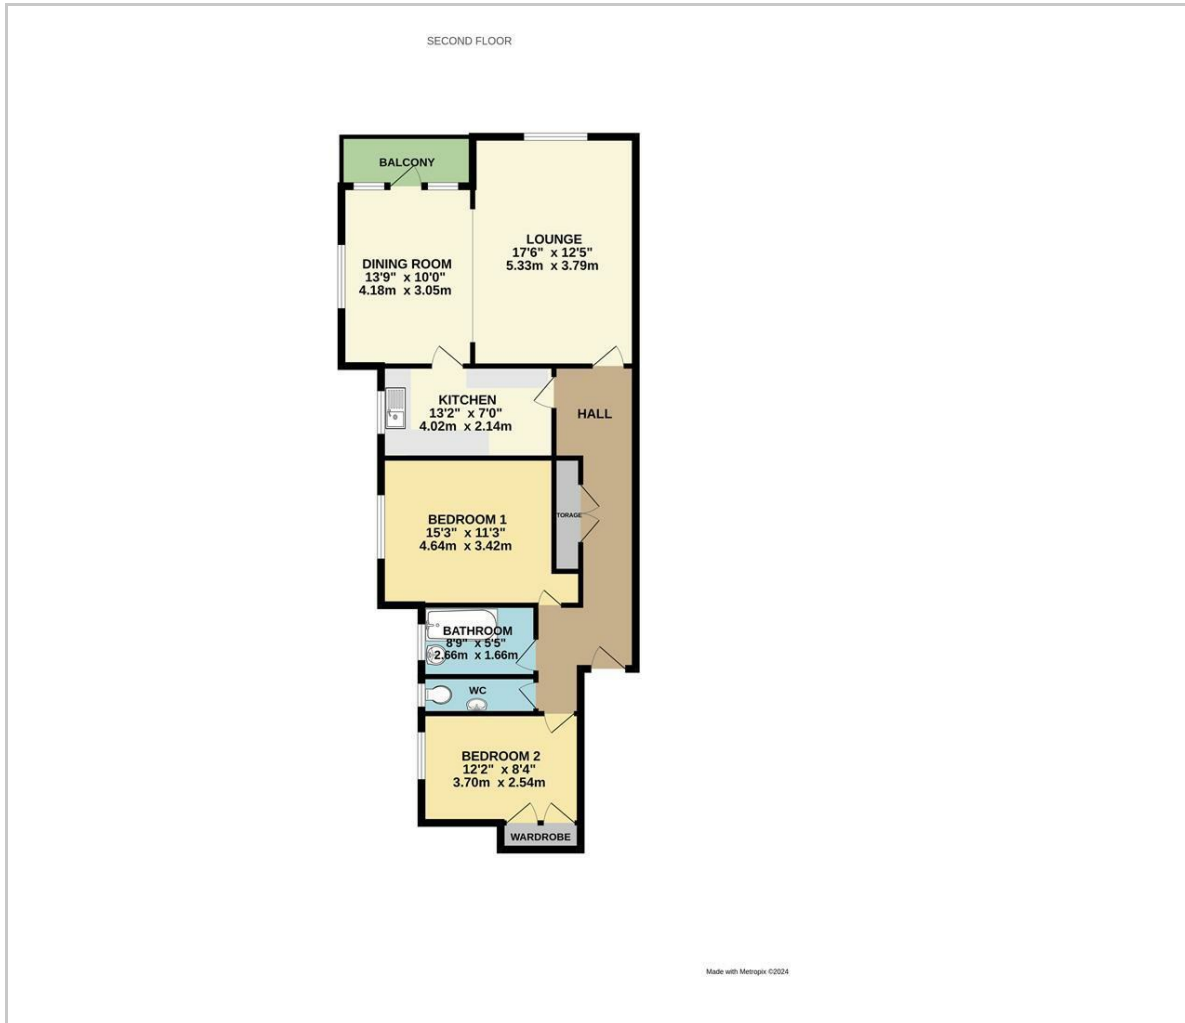 SECOND FLOOR
BALCONY
LOUNGE
17'6" x 12'5"
5.33m x 3.79m
DINING ROOM
13'9" x 10'0"
4.18m x 3.05m
KITCHEN
13'2" x 7'0"
4.02m x 2.14m
HALL
TORAGE
BEDROOM 1
15'3" x 11'3"
4.64m x 3.42m
BATHROOM
8'9" x 5'5"
2.66m x 1.66m
WC
BEDROOM 2
12'2" x 8'4"
3.70m x 2.54m
WARDROBE
Made with Metropix ©2024